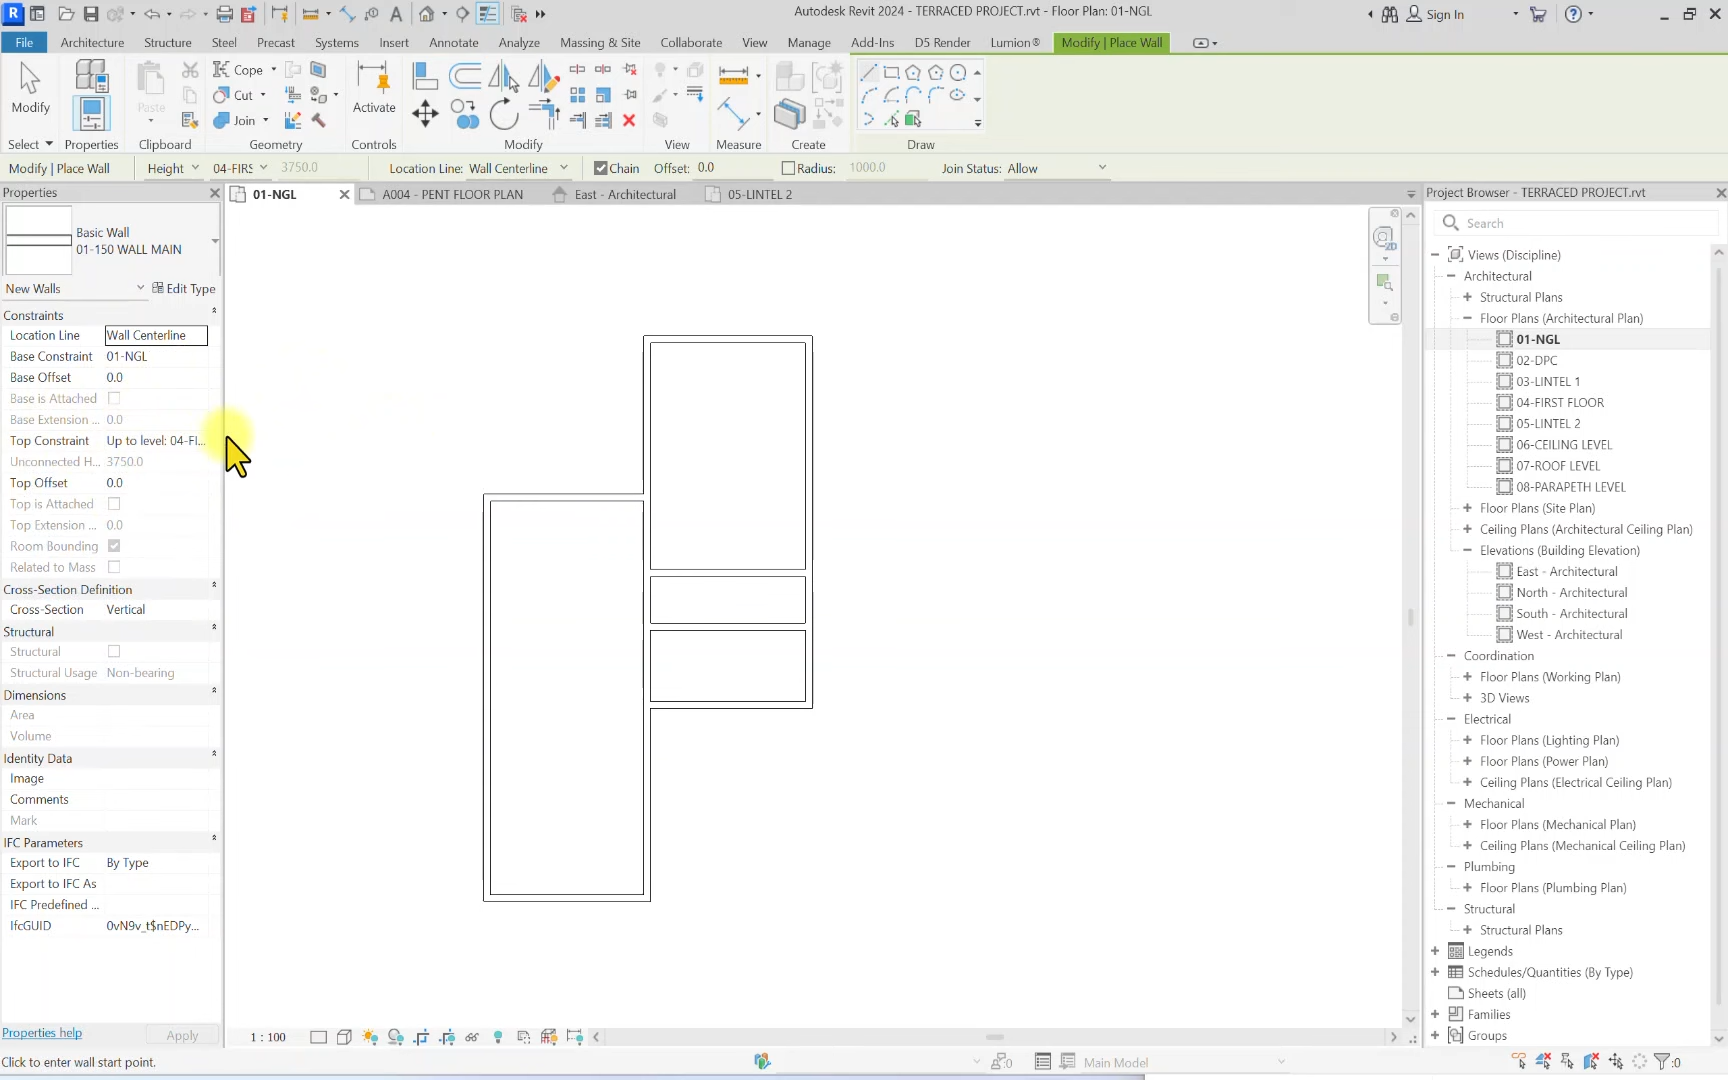 Autodesk Revit 2024 - TERRACED PROJECT.rvt - Floor Plan: 01-NGL
Sign In
File Architecture Structure Steel Precast Systems Insert Annotate Analyze Massing & Site Collaborate View Manage Add-Ins D5 Render Lumion® Modify | Place Wall
Modify
Paste
Cope
Cut
Join
Activate
Select Properties Clipboard Geometry Controls Modify View Measure Create Draw
Modify | Place Wall Height 04-FIRS 3750.0 Location Line: Wall Centerline Chain Offset: 0.0 Radius: 1000.0 Join Status: Allow
Properties
01-NGL A004 - PENT FLOOR PLAN East - Architectural 05-LINTEL 2
Basic Wall
01-150 WALL MAIN
New Walls Edit Type
Constraints
Location Line Wall Centerline
Base Constraint 01-NGL
Base Offset 0.0
Base is Attached
Base Extension ... 0.0
Top Constraint Up to level: 04-FI...
Unconnected H... 3750.0
Top Offset 0.0
Top is Attached
Top Extension ... 0.0
Room Bounding
Related to Mass
Cross-Section Definition
Cross-Section Vertical
Structural
Structural
Structural Usage Non-bearing
Dimensions
Area
Volume
Identity Data
Image
Comments
Mark
IFC Parameters
Export to IFC By Type
Export to IFC As
IFC Predefined ...
IfcGUID 0vN9v_t$nEDPy...
Properties help Apply
Project Browser - TERRACED PROJECT.rvt
Search
Views (Discipline)
Architectural
Structural Plans
Floor Plans (Architectural Plan)
01-NGL
02-DPC
03-LINTEL 1
04-FIRST FLOOR
05-LINTEL 2
06-CEILING LEVEL
07-ROOF LEVEL
08-PARAPETH LEVEL
Floor Plans (Site Plan)
Ceiling Plans (Architectural Ceiling Plan)
Elevations (Building Elevation)
East - Architectural
North - Architectural
South - Architectural
West - Architectural
Coordination
Floor Plans (Working Plan)
3D Views
Electrical
Floor Plans (Lighting Plan)
Floor Plans (Power Plan)
Ceiling Plans (Electrical Ceiling Plan)
Mechanical
Floor Plans (Mechanical Plan)
Ceiling Plans (Mechanical Ceiling Plan)
Plumbing
Floor Plans (Plumbing Plan)
Structural
Structural Plans
Legends
Schedules/Quantities (By Type)
Sheets (all)
Families
Groups
1 : 100
Click to enter wall start point. :0 Main Model :0